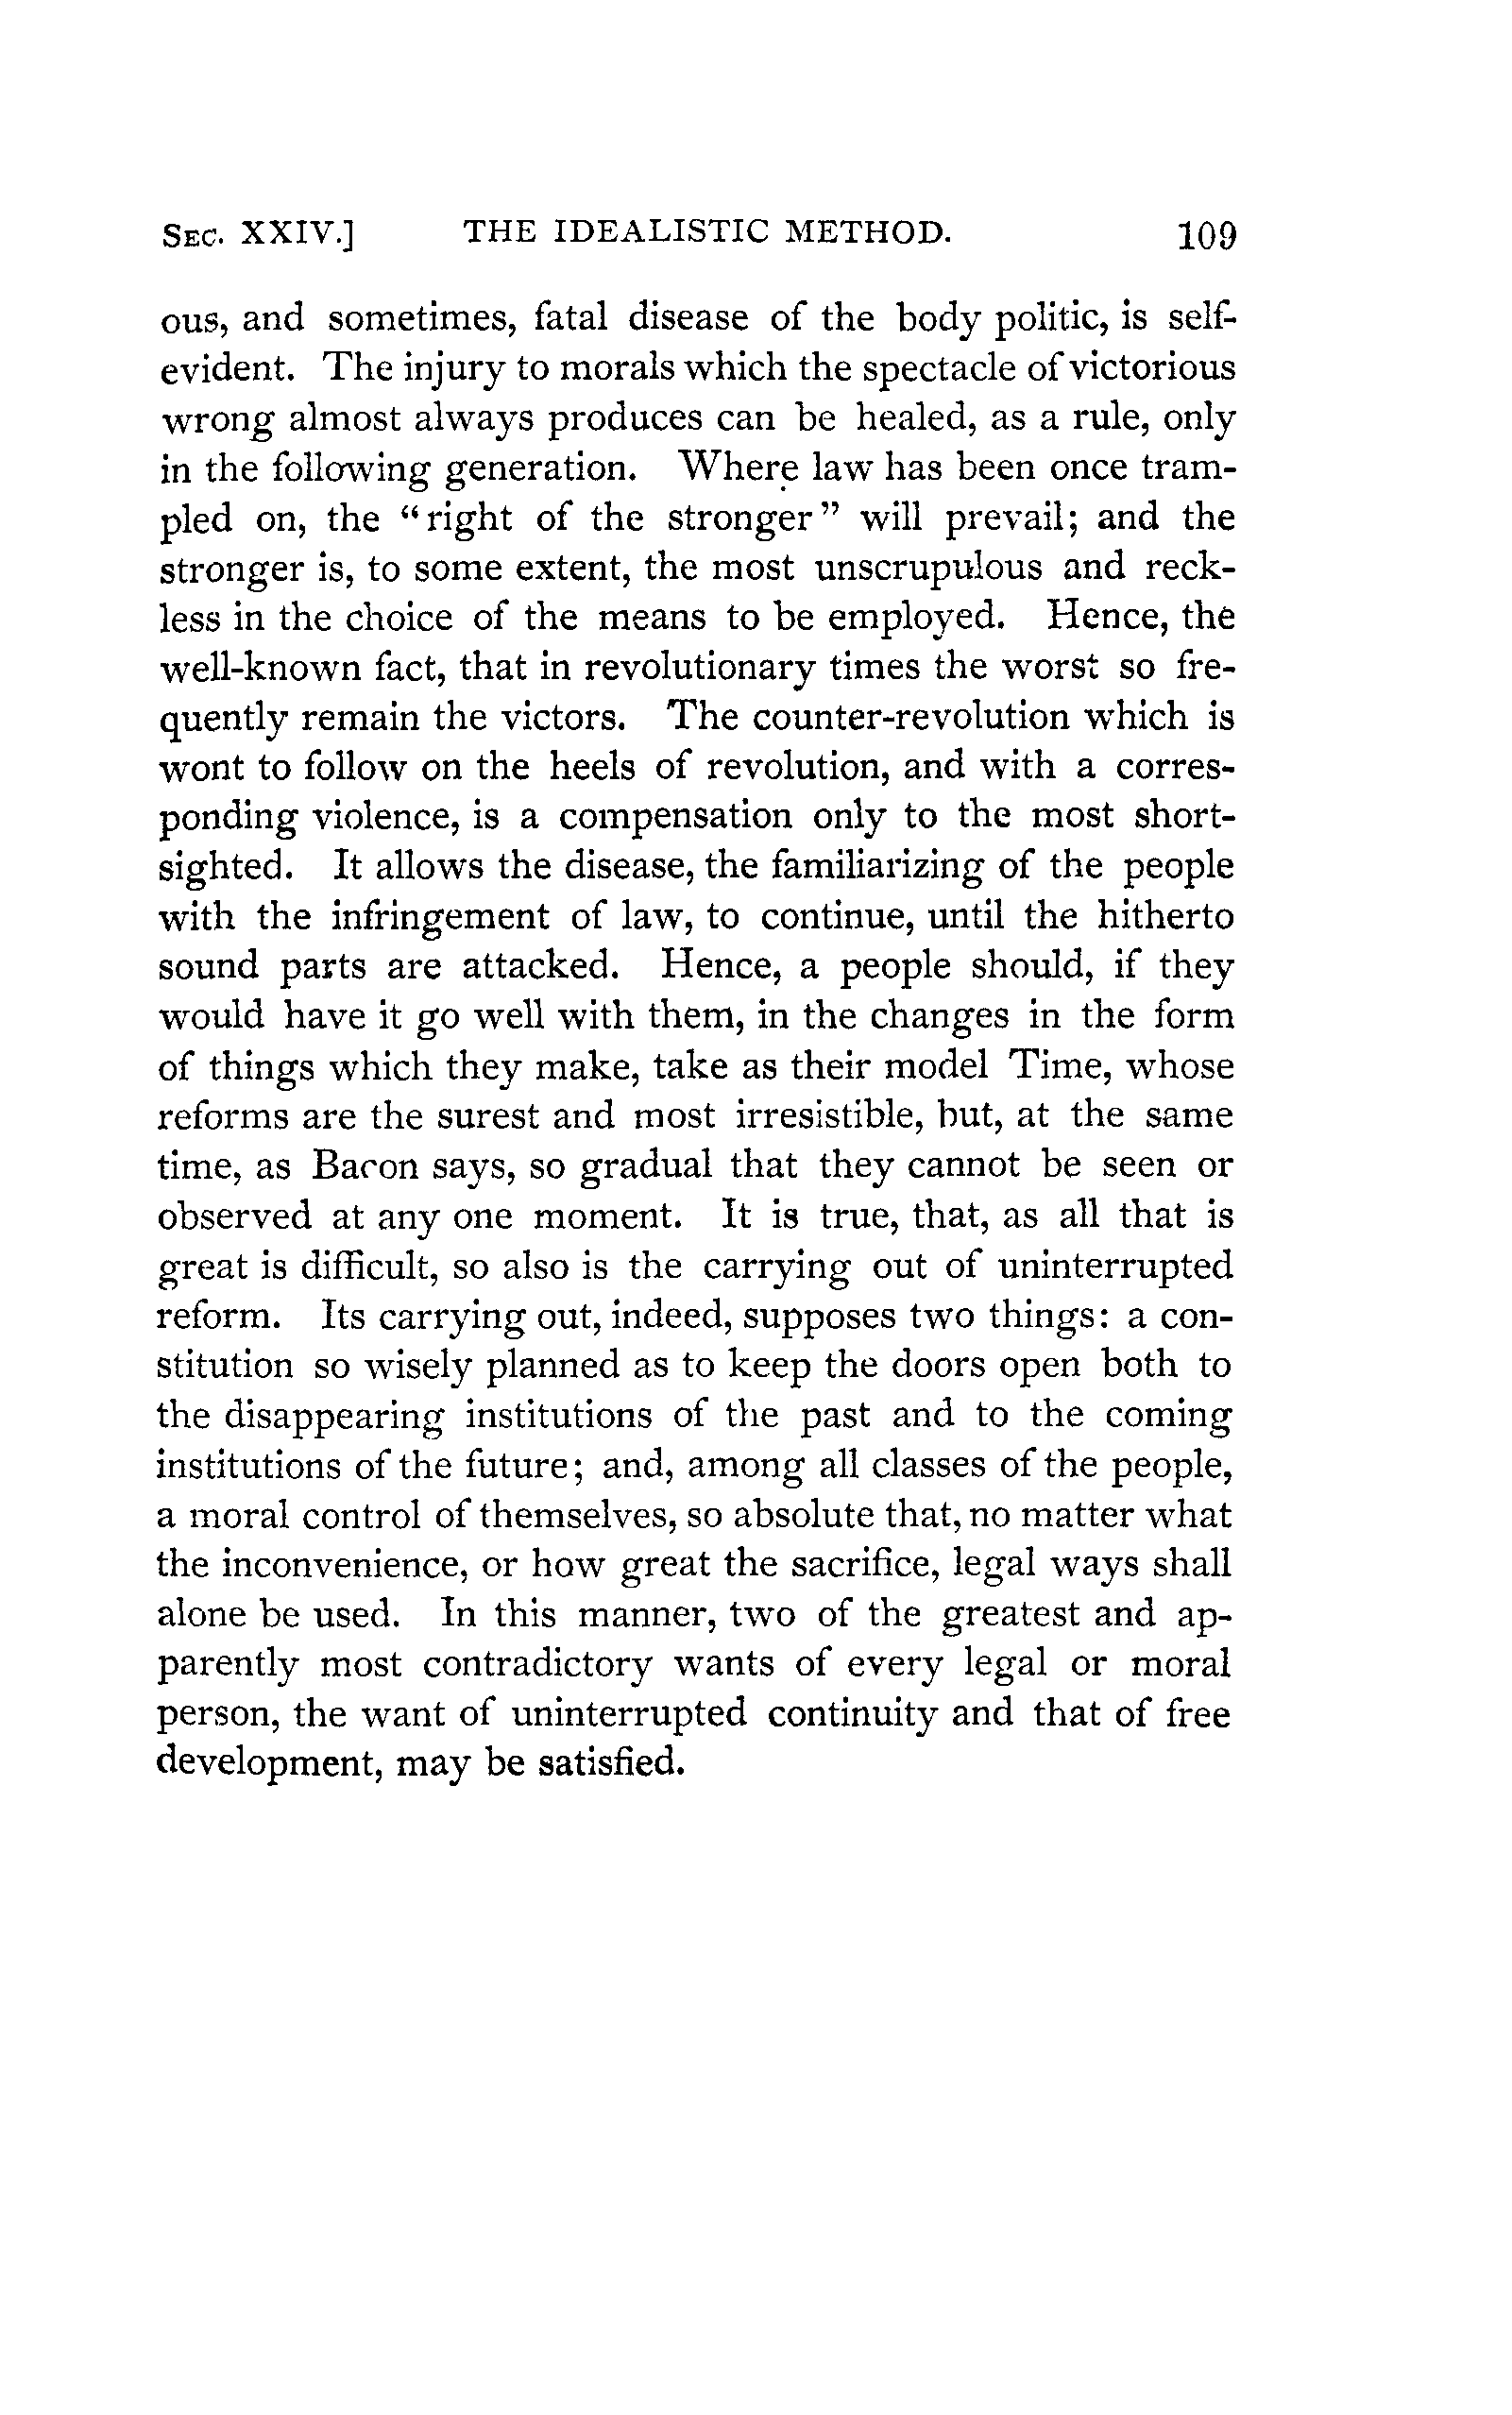 SEC. XXIV.] THE IDEALISTIC METHOD. 109
ous, and sometimes, fatal disease of the body politic, is self-
evident. The injury to morals which the spectacle of victorious
wrong almost always produces can be healed, as a rule, only
in the following generation. Where law has been once tram-
pled on, the "right of the stronger" will prevail; and the
stronger is, to some extent, the most unscrupulous and reck-
less in the choice of the means to be employed. Hence, the
well-known fact, that in revolutionary times the worst so fre-
quently remain the victors. The counter-revolution which is
wont to follow on the heels of revolution, and with a corres-
ponding violence, is a compensation only to the most short-
sighted. It allows the disease, the familiarizing of the people
with the infringement of law, to continue, until the hitherto
sound parts are attacked. Hence, a people should, if they
would have it go well with them, in the changes in the form
of things which they make, take as their model Time, whose
reforms are the surest and most irresistible, but, at the same
time, as Bacon says, so gradual that they cannot be seen or
observed at any one moment. It is true, that, as all that is
great is difficult, so also is the carrying out of uninterrupted
reform. Its carrying out, indeed, supposes two things: a con-
stitution so wisely planned as to keep the doors open both to
the disappearing institutions of the past and to the coming
institutions of the future; and, among all classes of the people,
a moral control of themselves, so absolute that, no matter what
the inconvenience, or how great the sacrifice, legal ways shall
alone be used. In this manner, two of the greatest and ap-
parently most contradictory wants of every legal or moral
person, the want of uninterrupted continuity and that of free
development, may be satisfied.